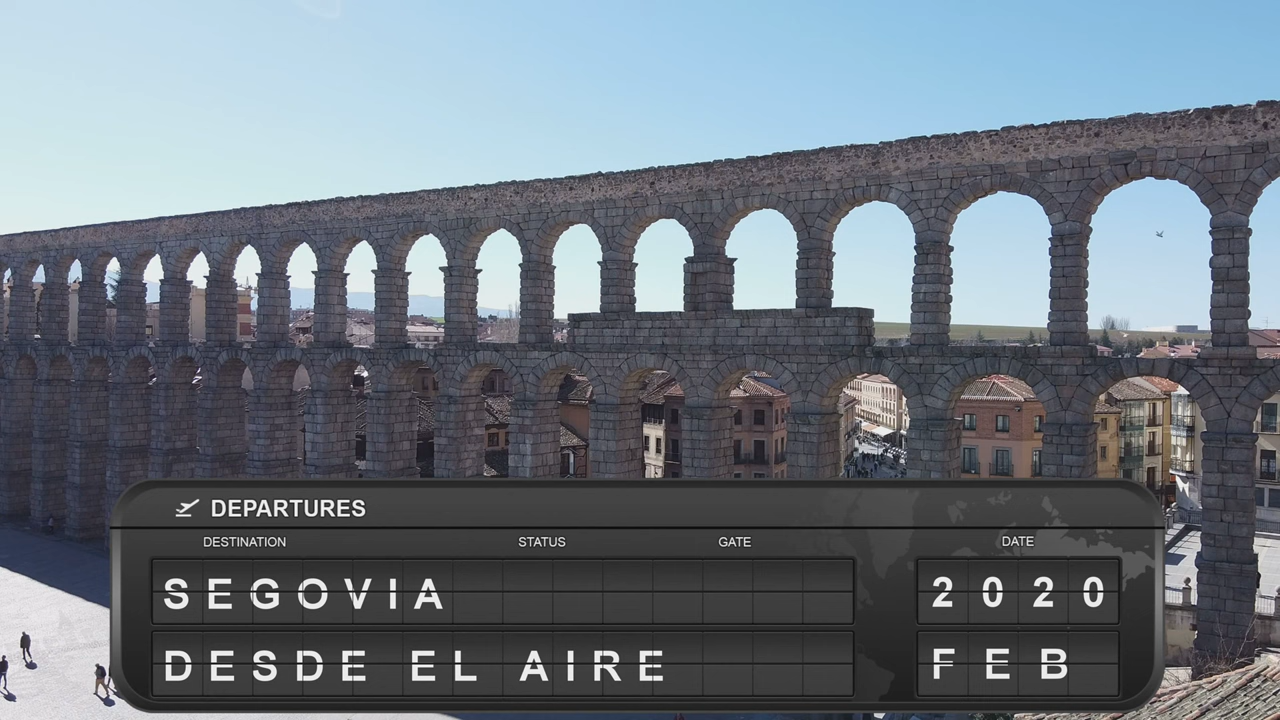 DEPARTURES
DESTINATION STATUS GATE DATE
SEGOVIA 2020
DESDE EL AIRE FEB